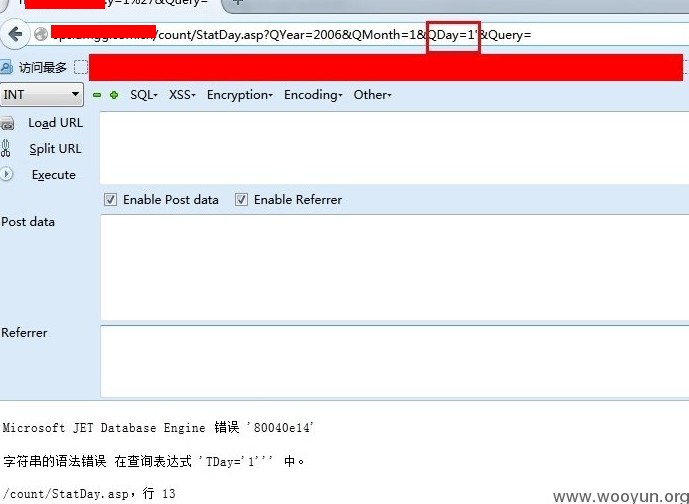 y=1%27&Query=
/count/StatDay.asp?QYear=2006&QMonth=1&QDay=1'&Query=
访问最多
INT SQL XSS Encryption Encoding Other
Load URL
Split URL
Execute
Enable Post data Enable Referrer
Post data
Referrer
Microsoft JET Database Engine 错误 '80040e14'
字符串的语法错误 在查询表达式 'TDay='1''' 中。
/count/StatDay.asp，行 13
www.wooyun.org